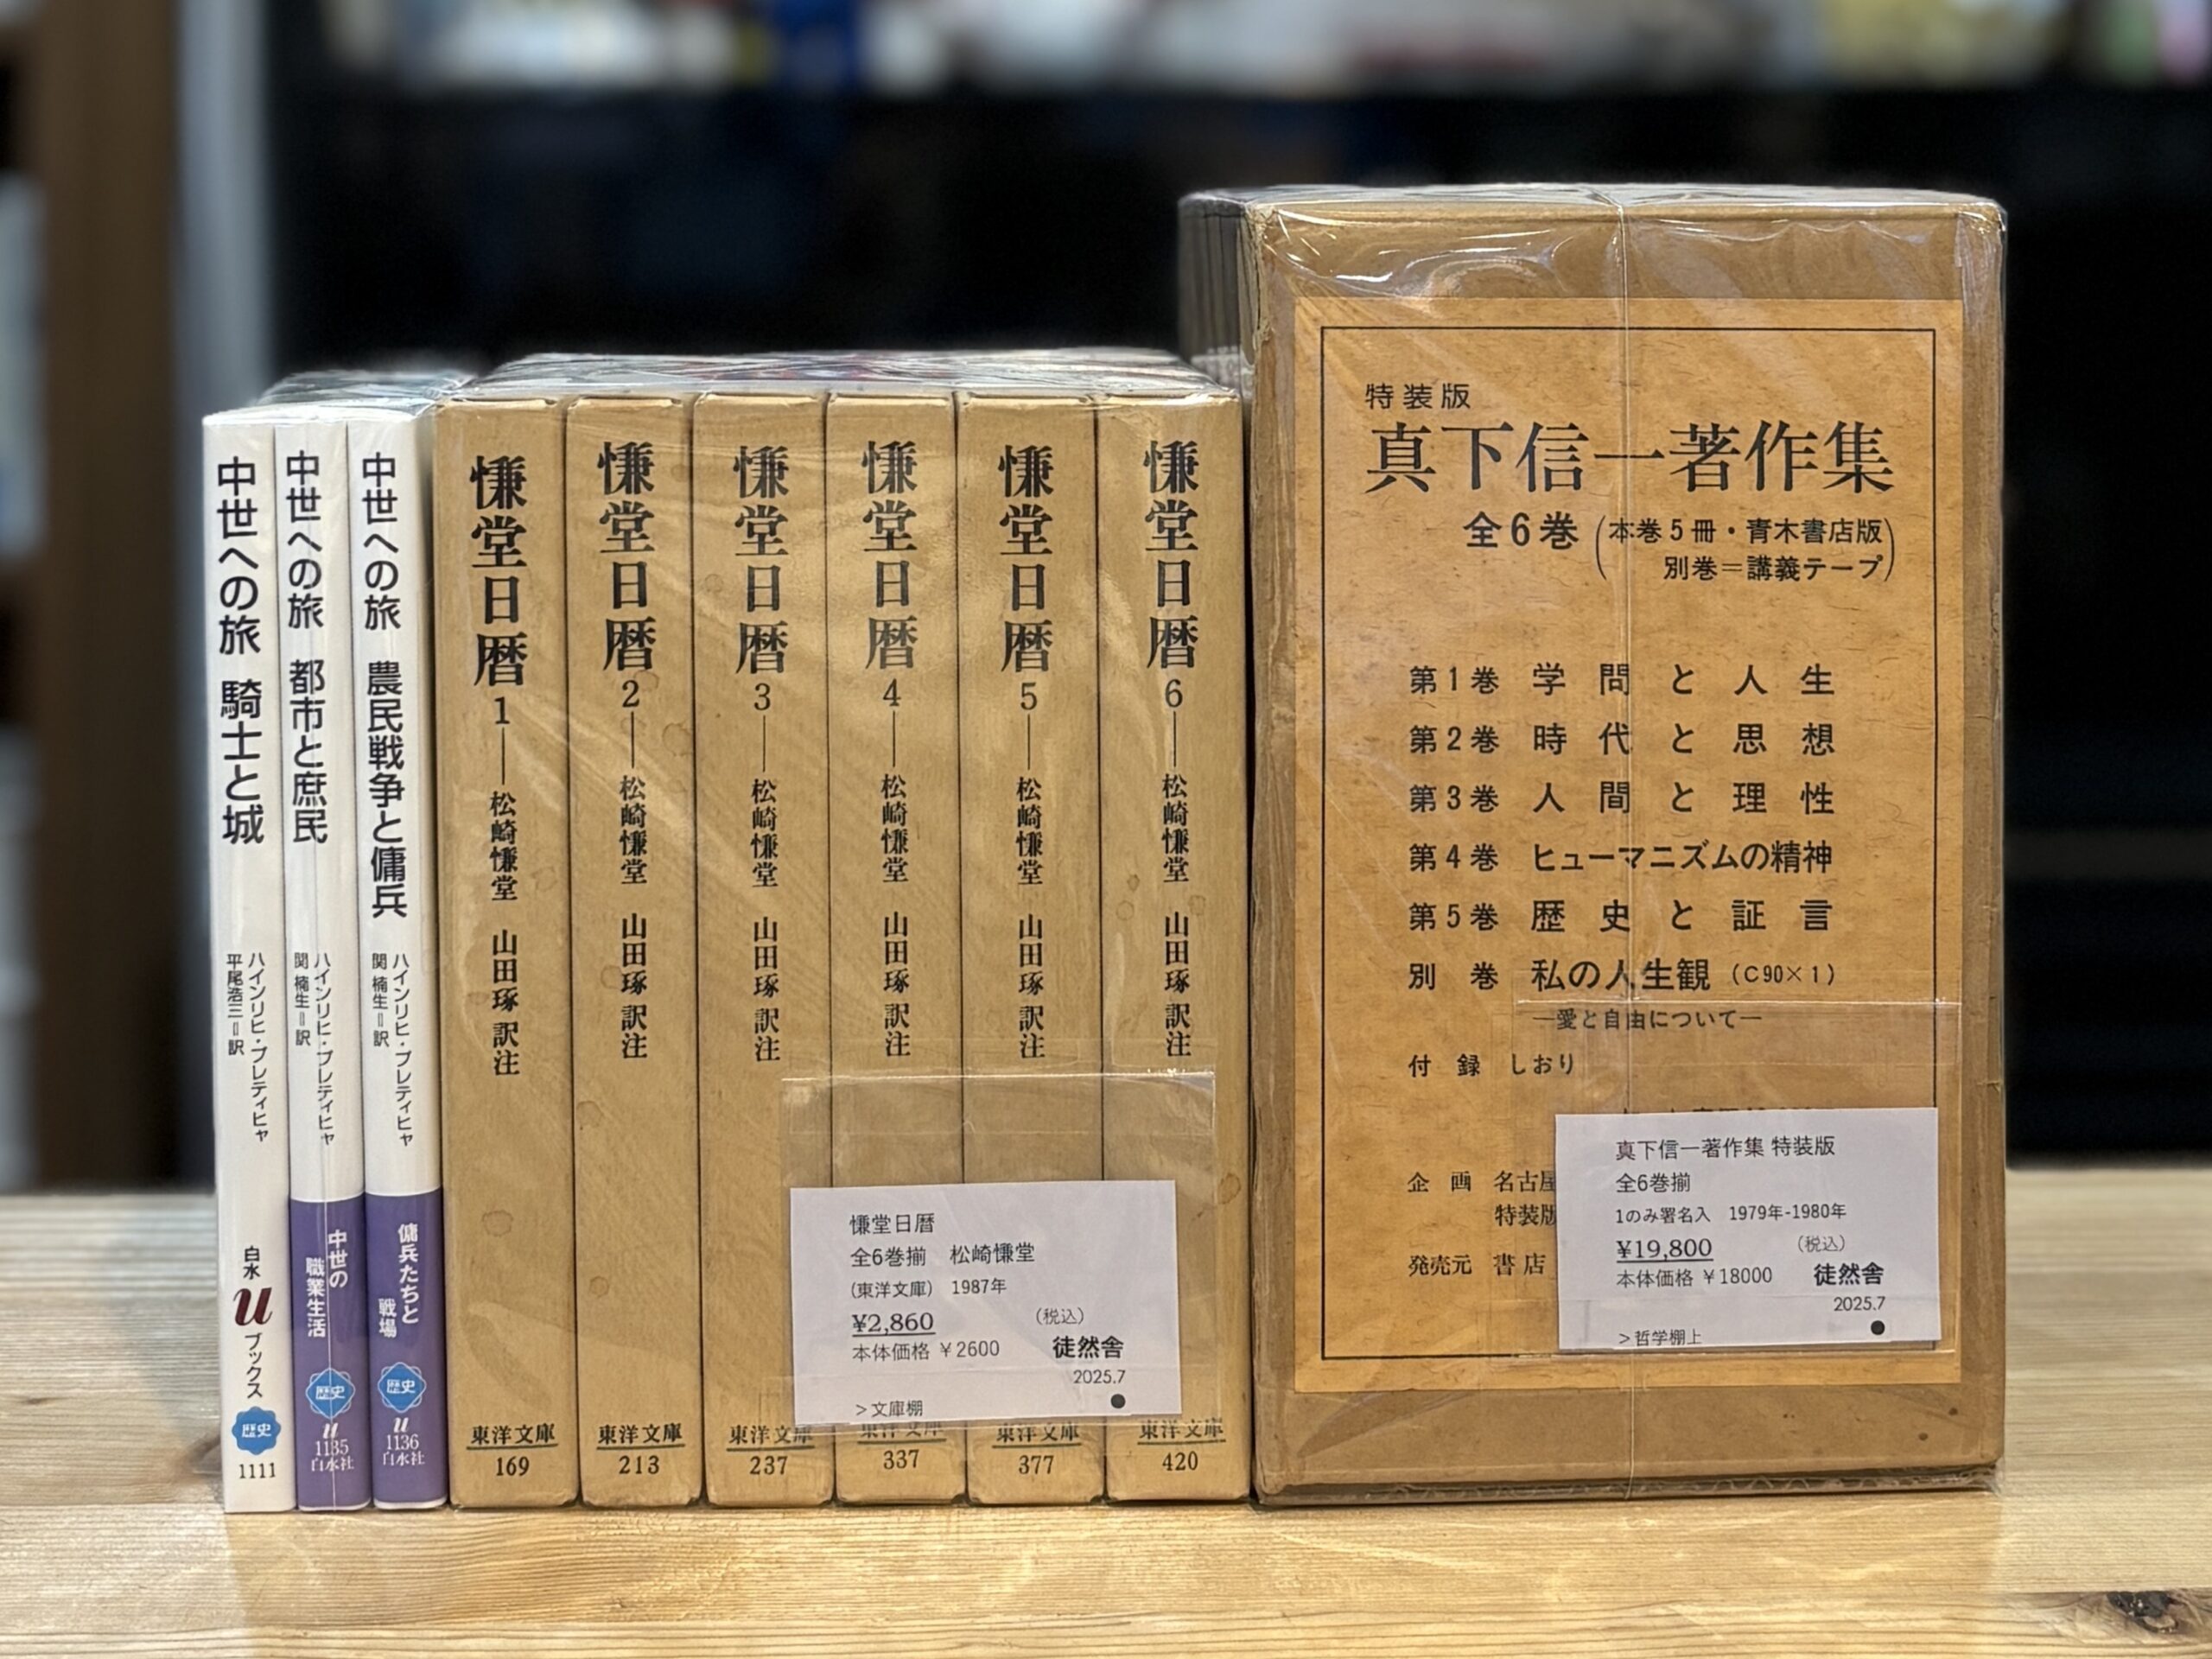 中世への旅 騎士と城
ハインリヒ・プレティヒャ
平尾浩三=訳
白水
u
ブックス
歴史
1111
中世への旅 都市と庶民
ハインリヒ・プレティヒャ
関 楠生=訳
中世の
職業生活
歴史
u
1135
白水社
中世への旅 農民戦争と傭兵
ハインリヒ・プレティヒャ
関 楠生=訳
傭兵たちと
戦場
歴史
u
1136
白水社
慊堂日暦 1―松崎慊堂 山田琢 訳注
東洋文庫
169
慊堂日暦 2―松崎慊堂 山田琢 訳注
東洋文庫
213
慊堂日暦 3―松崎慊堂 山田琢 訳注
東洋文庫
237
慊堂日暦 4―松崎慊堂 山田琢 訳注
東洋文庫
337
慊堂日暦 5―松崎慊堂 山田琢 訳注
東洋文庫
377
慊堂日暦 6―松崎慊堂 山田琢 訳注
東洋文庫
420
慊堂日暦
全6巻揃 松崎慊堂
(東洋文庫) 1987年
¥2,860 (税込)
本体価格 ¥2600 徒然舎
2025.7
>文庫棚 ●
特装版
真下信一著作集
全6巻(本巻5冊・青木書店版
別巻=講義テープ)
第1巻 学問と人生
第2巻 時代と思想
第3巻 人間と理性
第4巻 ヒューマニズムの精神
第5巻 歴史と証言
別巻 私の人生観(C90×1)
―愛と自由について―
付録 しおり
企画 名古屋
特装版
発売元 書店
真下信一著作集 特装版
全6巻揃
1のみ署名入 1979年-1980年
¥19,800 (税込)
本体価格 ¥18000 徒然舎
2025.7
>哲学棚上 ●